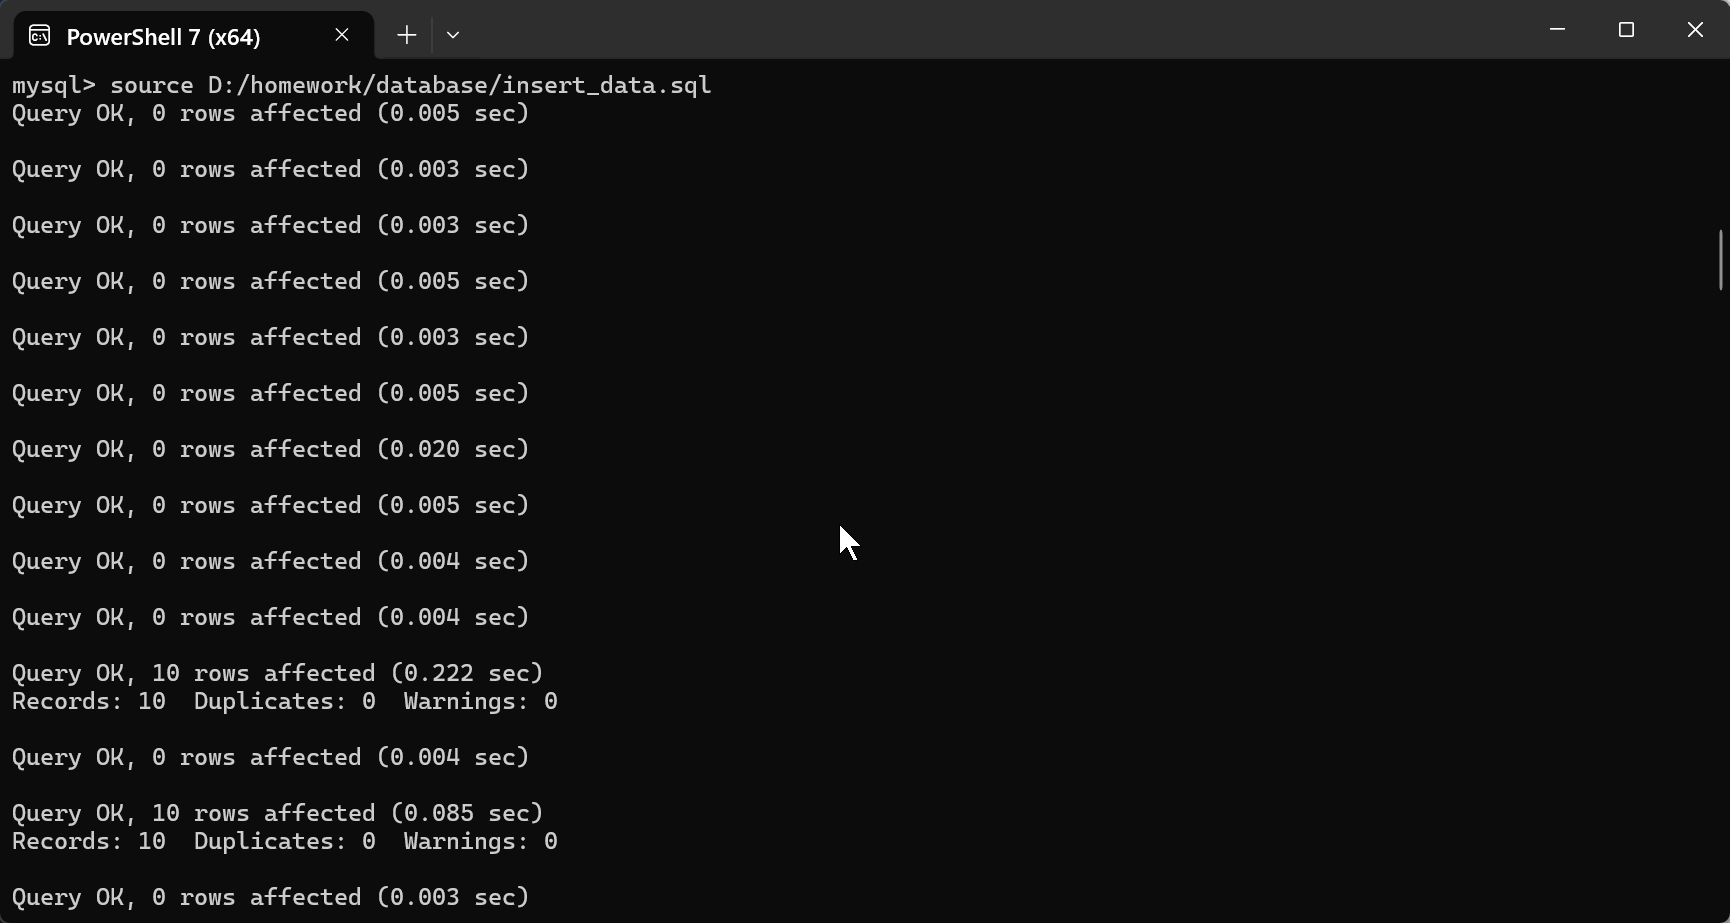 PowerShell 7 (x64)
mysql> source D:/homework/database/insert_data.sql
Query OK, 0 rows affected (0.005 sec)
Query OK, 0 rows affected (0.003 sec)
Query OK, 0 rows affected (0.003 sec)
Query OK, 0 rows affected (0.005 sec)
Query OK, 0 rows affected (0.003 sec)
Query OK, 0 rows affected (0.005 sec)
Query OK, 0 rows affected (0.020 sec)
Query OK, 0 rows affected (0.005 sec)
Query OK, 0 rows affected (0.004 sec)
Query OK, 0 rows affected (0.004 sec)
Query OK, 10 rows affected (0.222 sec)
Records: 10  Duplicates: 0  Warnings: 0
Query OK, 0 rows affected (0.004 sec)
Query OK, 10 rows affected (0.085 sec)
Records: 10  Duplicates: 0  Warnings: 0
Query OK, 0 rows affected (0.003 sec)